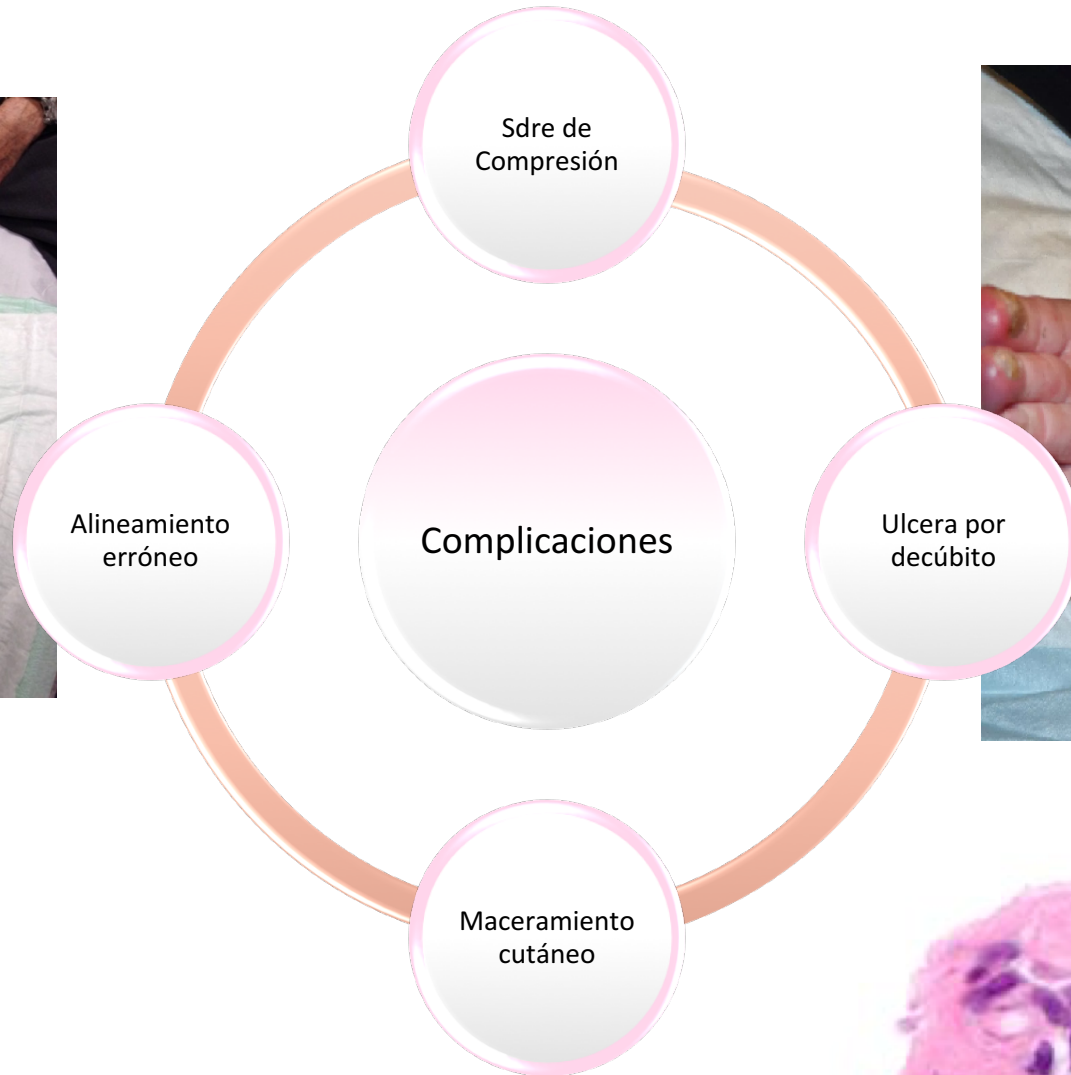 Sdre de
Compresión
Alineamiento
erróneo
Complicaciones
Ulcera por
decúbito
Maceramiento
cutáneo